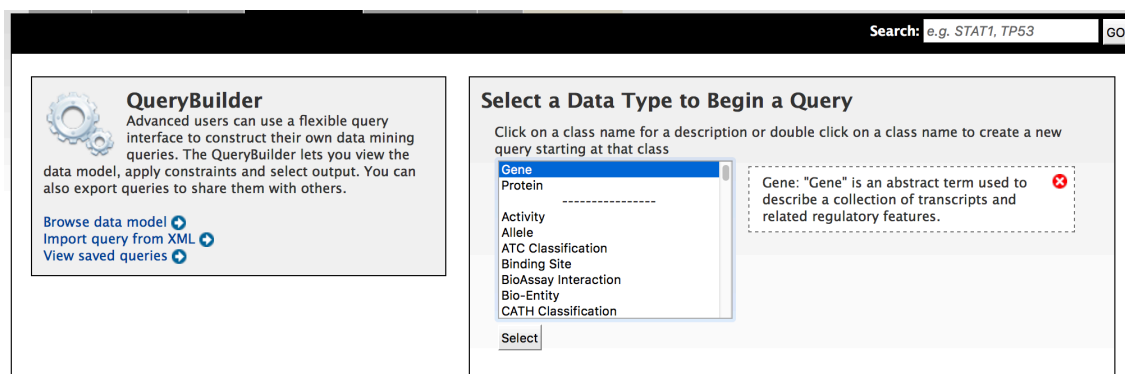 Search: e.g. STAT1, TP53 GO
QueryBuilder
Advanced users can use a flexible query
interface to construct their own data mining
queries. The QueryBuilder lets you view the
data model, apply constraints and select output. You can
also export queries to share them with others.
Browse data model
Import query from XML
View saved queries
Select a Data Type to Begin a Query
Click on a class name for a description or double click on a class name to create a new
query starting at that class
Gene
Protein
----------------
Activity
Allele
ATC Classification
Binding Site
BioAssay Interaction
Bio-Entity
CATH Classification
Select
Gene: "Gene" is an abstract term used to
describe a collection of transcripts and
related regulatory features.